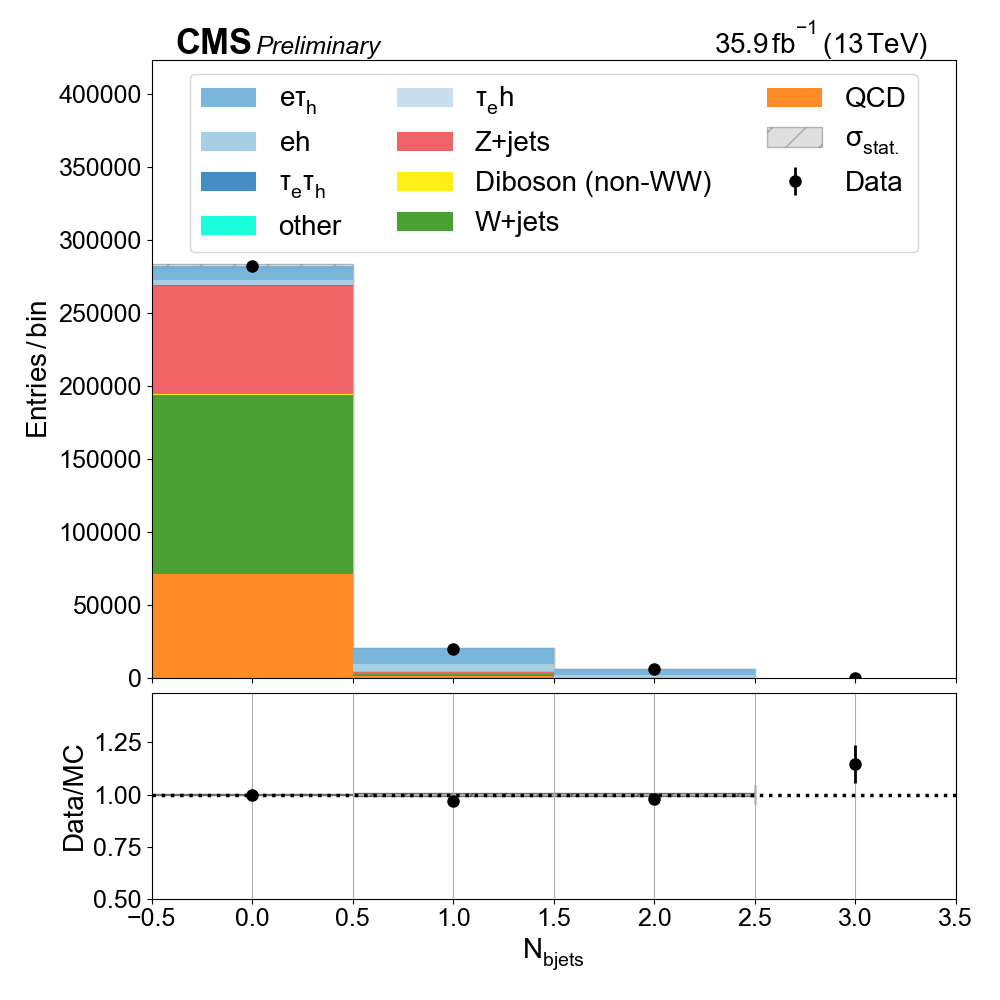 CMS Preliminary 35.9 fb⁻¹ (13 TeV)
eτₕ τₑh QCD
eh Z+jets σ_stat.
τₑτₕ Diboson (non-WW) Data
other W+jets
400000
350000
300000
250000
200000
150000
100000
50000
0
Entries / bin
1.25
1.00
0.75
0.50
Data/MC
−0.5 0.0 0.5 1.0 1.5 2.0 2.5 3.0 3.5
N_bjets